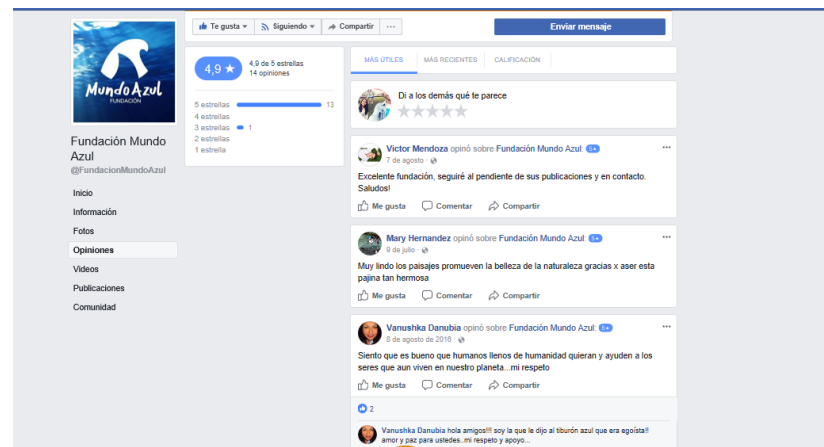 Te gusta
Siguiendo
Compartir
Enviar mensaje
Mundo Azul
FUNDACIÓN
Fundación Mundo
Azul
@FundacionMundoAzul
Inicio
Información
Fotos
Opiniones
Videos
Publicaciones
Comunidad
4,9 ★
4,9 de 5 estrellas
14 opiniones
5 estrellas 13
4 estrellas
3 estrellas 1
2 estrellas
1 estrella
MÁS ÚTILES MÁS RECIENTES CALIFICACIÓN
Di a los demás qué te parece
Victor Mendoza opinó sobre Fundación Mundo Azul: 5★
7 de agosto ·
Excelente fundación, seguiré al pendiente de sus publicaciones y en contacto.
Saludos!
Me gusta Comentar Compartir
Mary Hernandez opinó sobre Fundación Mundo Azul: 5★
9 de julio ·
Muy lindo los paisajes promueven la belleza de la naturaleza gracias x aser esta
pajina tan hermosa
Me gusta Comentar Compartir
Vanushka Danubia opinó sobre Fundación Mundo Azul: 5★
8 de agosto de 2016 ·
Siento que es bueno que humanos llenos de humanidad quieran y ayuden a los
seres que aun viven en nuestro planeta...mi respeto
Me gusta Comentar Compartir
2
Vanushka Danubia hola amigos!!! soy la que le dijo al tiburón azul que era egoísta!!
amor y paz para ustedes..mi respeto y apoyo...